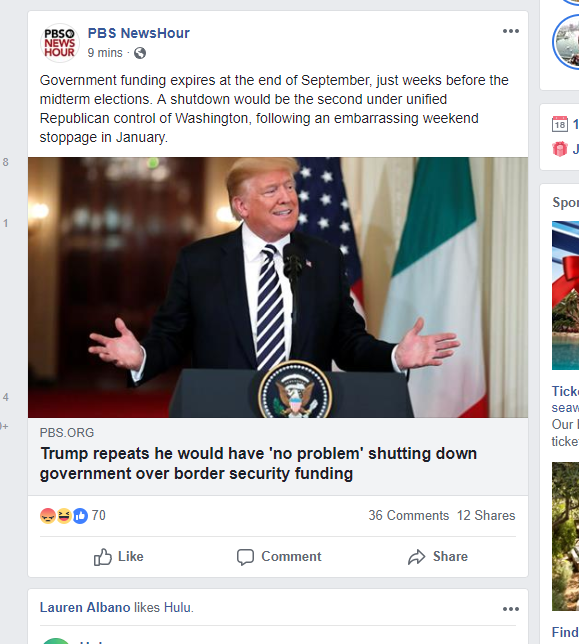 PBS
NEWS
HOUR
PBS NewsHour
9 mins ·
Government funding expires at the end of September, just weeks before the
midterm elections. A shutdown would be the second under unified
Republican control of Washington, following an embarrassing weekend
stoppage in January.
PBS.ORG
Trump repeats he would have 'no problem' shutting down
government over border security funding
70
36 Comments 12 Shares
Like Comment Share
Lauren Albano likes Hulu.
8
1
4
18 1
J
Spor
Ticke
seaw
Our
ticke
Find